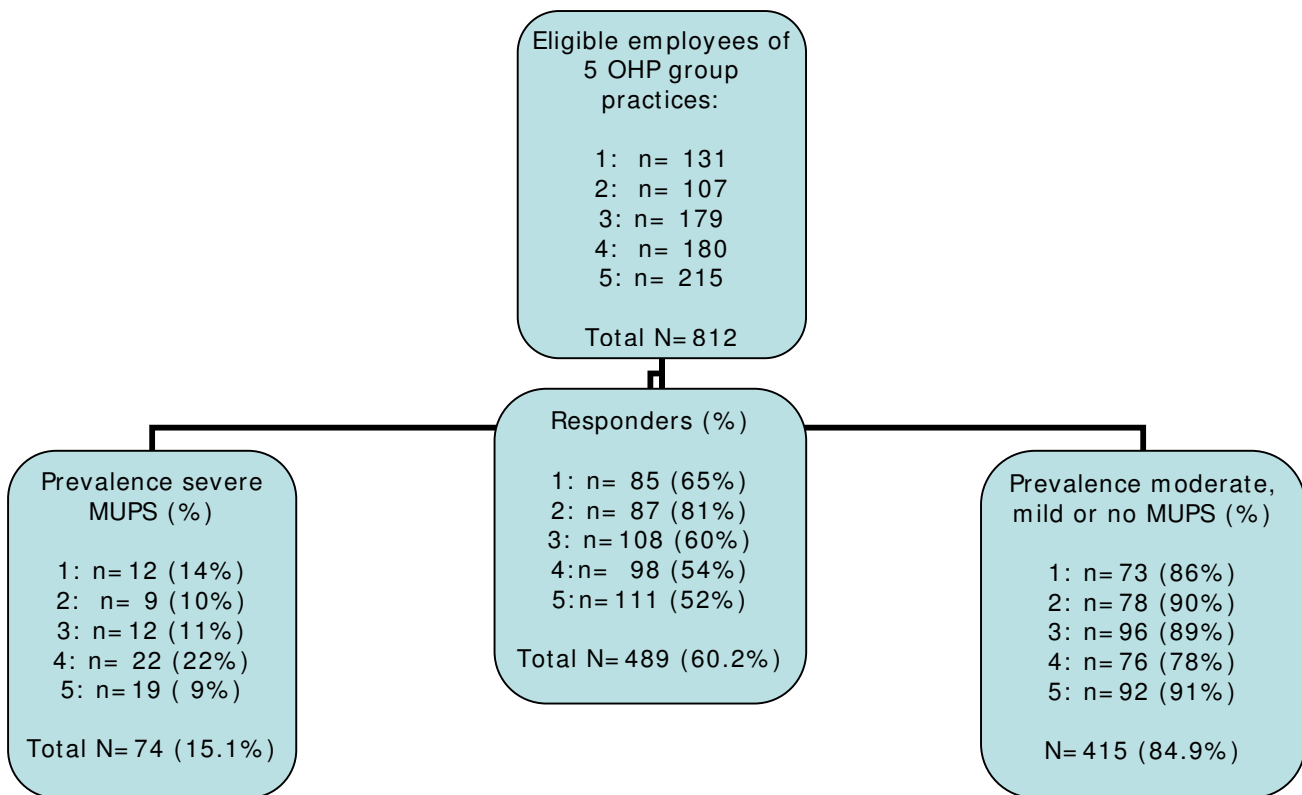 Eligible employees of
5 OHP group
practices:
1: n= 131
2: n= 107
3: n= 179
4: n= 180
5: n= 215
Total N= 812
Responders (%)
1: n= 85 (65%)
2: n= 87 (81%)
3: n= 108 (60%)
4:n= 98 (54%)
5:n= 111 (52%)
Total N= 489 (60.2%)
Prevalence severe
MUPS (%)
1: n= 12 (14%)
2: n= 9 (10%)
3: n= 12 (11%)
4: n= 22 (22%)
5: n= 19 ( 9%)
Total N= 74 (15.1%)
Prevalence moderate,
mild or no MUPS (%)
1: n= 73 (86%)
2: n= 78 (90%)
3: n= 96 (89%)
4: n= 76 (78%)
5: n= 92 (91%)
N= 415 (84.9%)